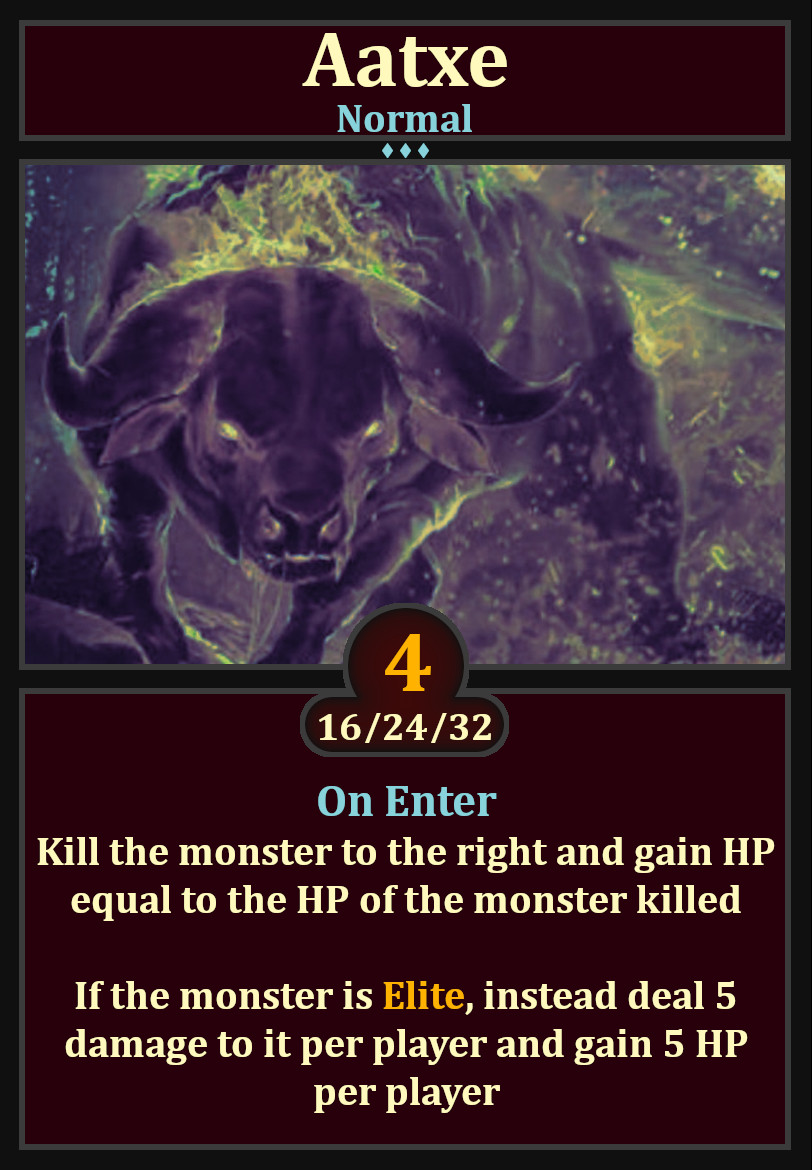 Aatxe
Normal
4
16/24/32
On Enter
Kill the monster to the right and gain HP
equal to the HP of the monster killed
If the monster is Elite, instead deal 5
damage to it per player and gain 5 HP
per player